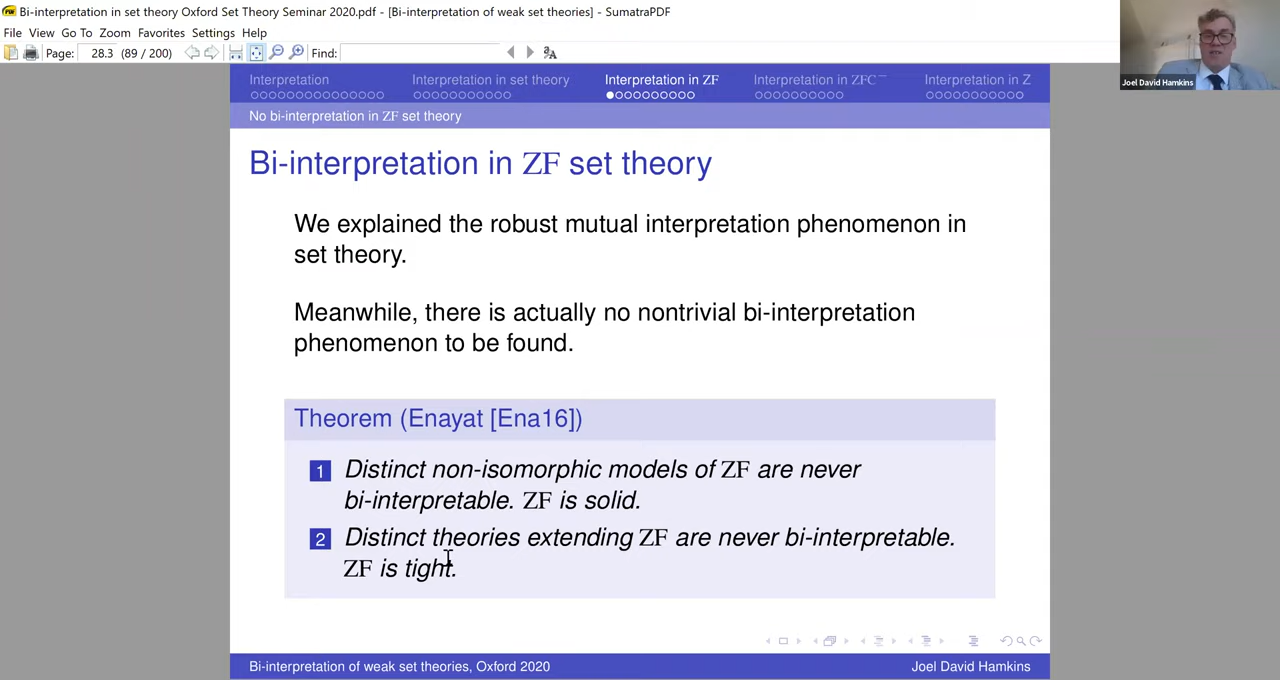 Bi-interpretation in set theory Oxford Set Theory Seminar 2020.pdf - [Bi-interpretation of weak set theories] - SumatraPDF
File View Go To Zoom Favorites Settings Help
Page: 28.3 (89 / 200) Find:
Joel David Hamkins
Interpretation Interpretation in set theory Interpretation in ZF Interpretation in ZFC⁻ Interpretation in Z
No bi-interpretation in ZF set theory
Bi-interpretation in ZF set theory
We explained the robust mutual interpretation phenomenon in
set theory.
Meanwhile, there is actually no nontrivial bi-interpretation
phenomenon to be found.
Theorem (Enayat [Ena16])
1 Distinct non-isomorphic models of ZF are never
bi-interpretable. ZF is solid.
2 Distinct theories extending ZF are never bi-interpretable.
ZF is tight.
Bi-interpretation of weak set theories, Oxford 2020 Joel David Hamkins